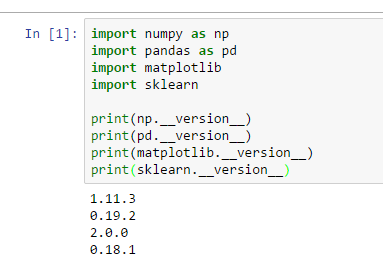 In [1]: import numpy as np
import pandas as pd
import matplotlib
import sklearn
print(np.__version__)
print(pd.__version__)
print(matplotlib.__version__)
print(sklearn.__version__)
1.11.3
0.19.2
2.0.0
0.18.1